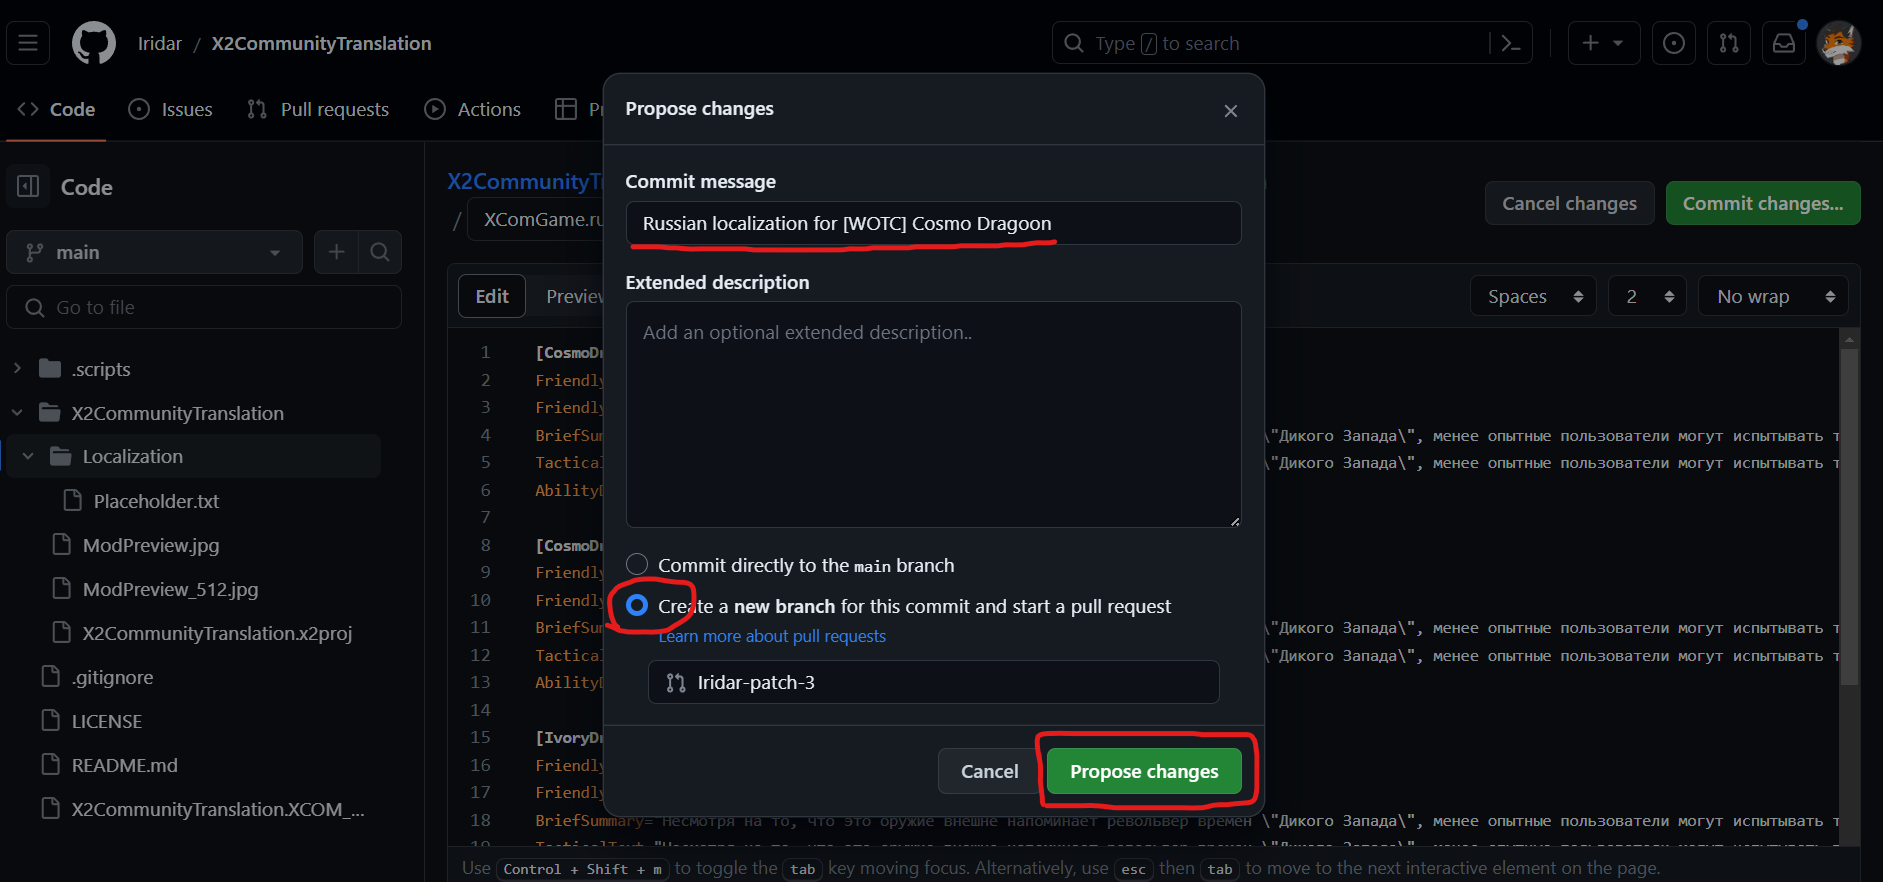 Iridar / X2CommunityTranslation
Type / to search
Code
Issues
Pull requests
Actions
Propose changes
Code
main
Go to file
.scripts
X2CommunityTranslation
Localization
Placeholder.txt
ModPreview.jpg
ModPreview_512.jpg
X2CommunityTranslation.x2proj
.gitignore
LICENSE
README.md
X2CommunityTranslation.XCOM_...
X2CommunityTr
/ XComGame.ru
Cancel changes
Commit changes...
Edit
Preview
Spaces
2
No wrap
Commit message
Russian localization for [WOTC] Cosmo Dragoon
Extended description
Add an optional extended description..
Commit directly to the main branch
Create a new branch for this commit and start a pull request
Learn more about pull requests
Iridar-patch-3
Cancel
Propose changes
1 [CosmoDr
2 Friendly
3 Friendly
4 BriefSum \"Дикого Запада\", менее опытные пользователи могут испытывать т
5 Tactical \"Дикого Запада\", менее опытные пользователи могут испытывать т
6 AbilityD
7
8 [CosmoDr
9 Friendly
10 Friendly
11 BriefSum \"Дикого Запада\", менее опытные пользователи могут испытывать т
12 Tactical \"Дикого Запада\", менее опытные пользователи могут испытывать т
13 AbilityD
14
15 [IvoryDr
16 Friendly
17 Friendly
18 BriefSummary="Несмотря на то, что это оружие внешне напоминает револьвер времен \"Дикого Запада\", менее опытные пользователи могут испытывать т
Use Control + Shift + m to toggle the tab key moving focus. Alternatively, use esc then tab to move to the next interactive element on the page.